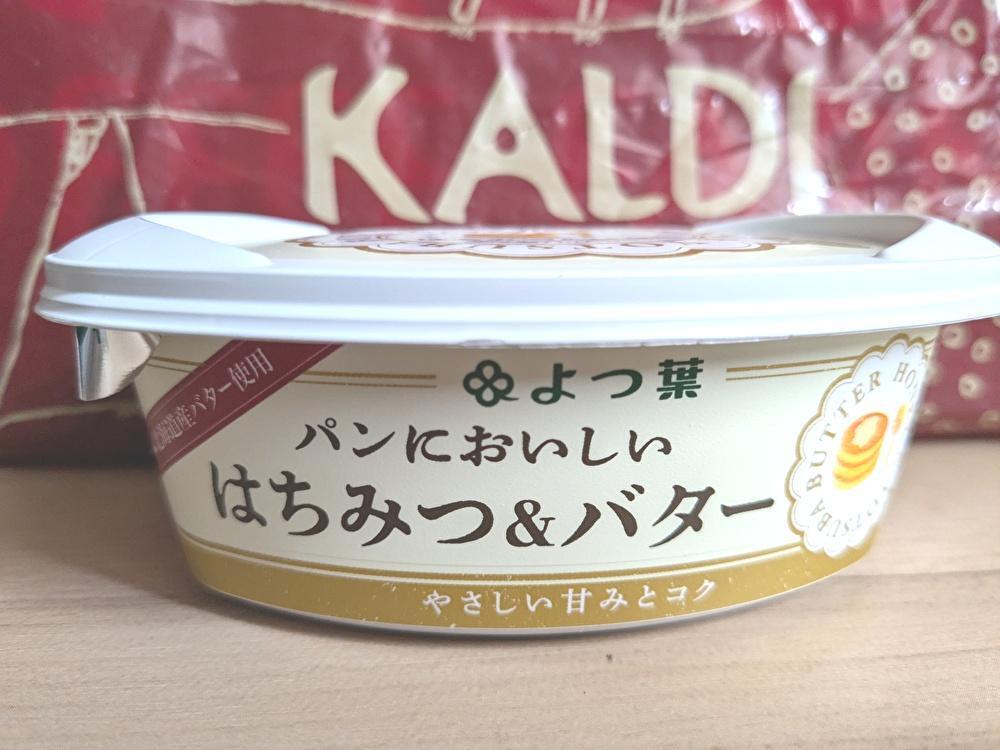 KALDI
北海道産バター使用
よつ葉
パンにおいしい
はちみつ&バター
やさしい甘みとコク
BUTTER HO
TSUBA